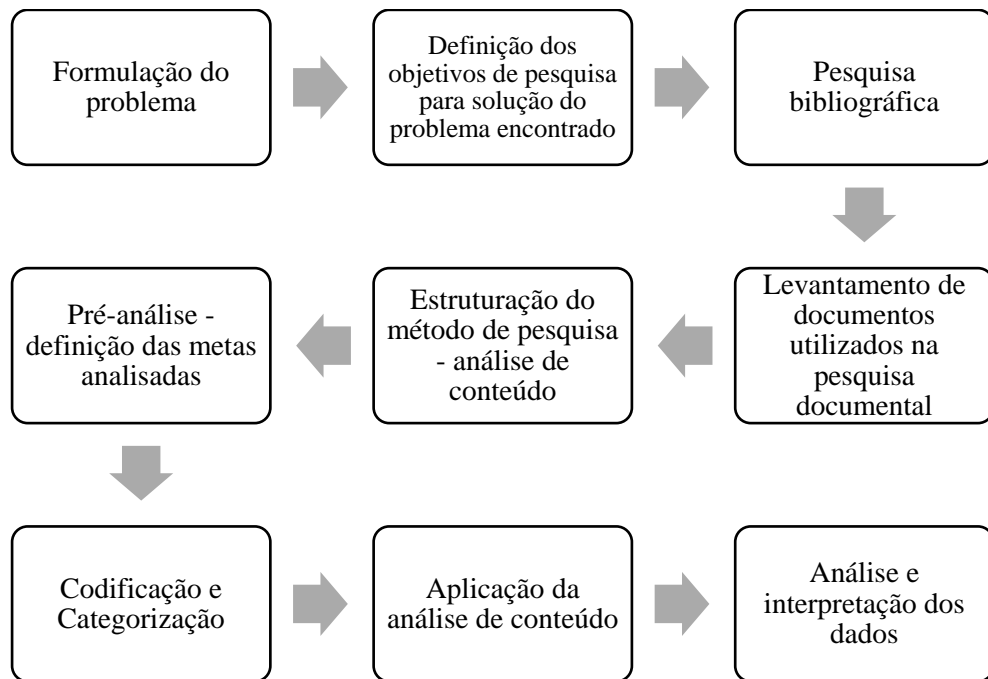 Formulação do
problema
Definição dos
objetivos de pesquisa
para solução do
problema encontrado
Pesquisa
bibliográfica
Levantamento de
documentos
utilizados na
pesquisa
documental
Estruturação do
método de pesquisa
- análise de
conteúdo
Pré-análise -
definição das metas
analisadas
Codificação e
Categorização
Aplicação da
análise de conteúdo
Análise e
interpretação dos
dados